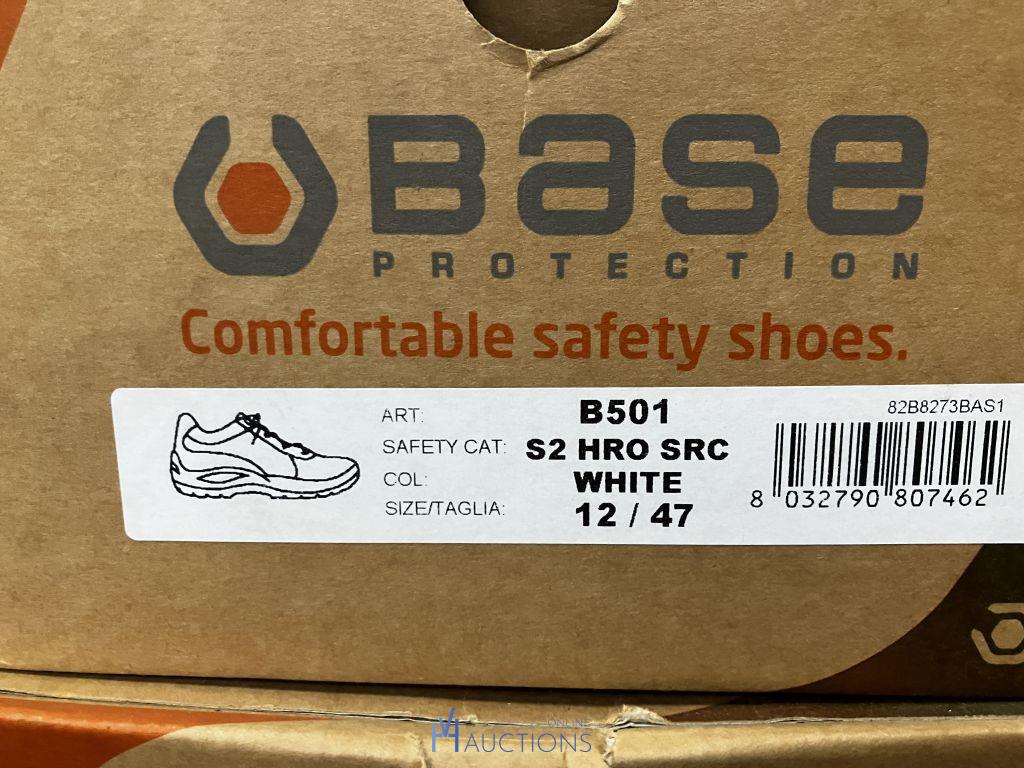 BASE
PROTECTION
Comfortable safety shoes.
82B8273BAS1
ART: B501
SAFETY CAT: S2 HRO SRC
COL: WHITE
SIZE/TAGLIA: 12 / 47
8 032790 807462
ONLINE
AUCTIONS